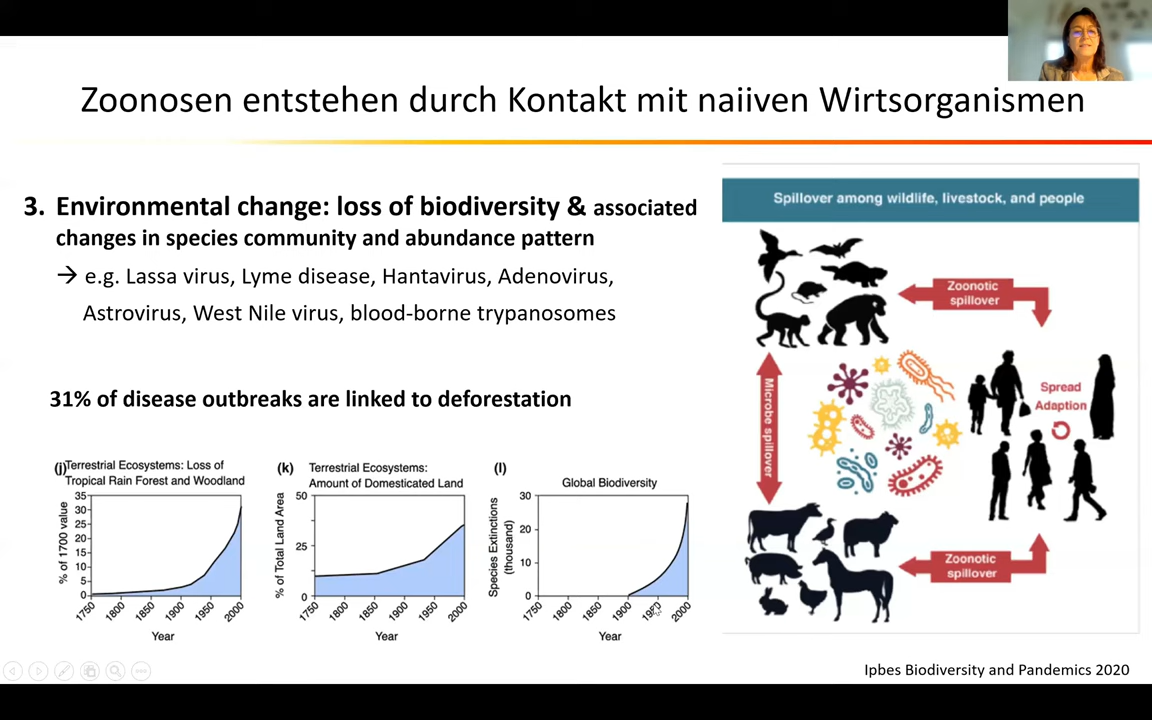 Zoonosen entstehen durch Kontakt mit naiiven Wirtsorganismen
3. Environmental change: loss of biodiversity & associated
changes in species community and abundance pattern
→ e.g. Lassa virus, Lyme disease, Hantavirus, Adenovirus,
Astrovirus, West Nile virus, blood-borne trypanosomes
31% of disease outbreaks are linked to deforestation
(j) Terrestrial Ecosystems: Loss of
Tropical Rain Forest and Woodland
% of 1700 value
35
30
25
20
15
10
5
0
1750 1800 1850 1900 1950 2000
Year
(k) Terrestrial Ecosystems:
Amount of Domesticated Land
% of Total Land Area
50
25
0
1750 1800 1850 1900 1950 2000
Year
(l)
Global Biodiversity
Species Extinctions
(thousand)
30
20
10
0
1750 1800 1850 1900 1950 2000
Year
Spillover among wildlife, livestock, and people
Zoonotic
spillover
Microbe spillover
Spread
Adaption
Zoonotic
spillover
Ipbes Biodiversity and Pandemics 2020